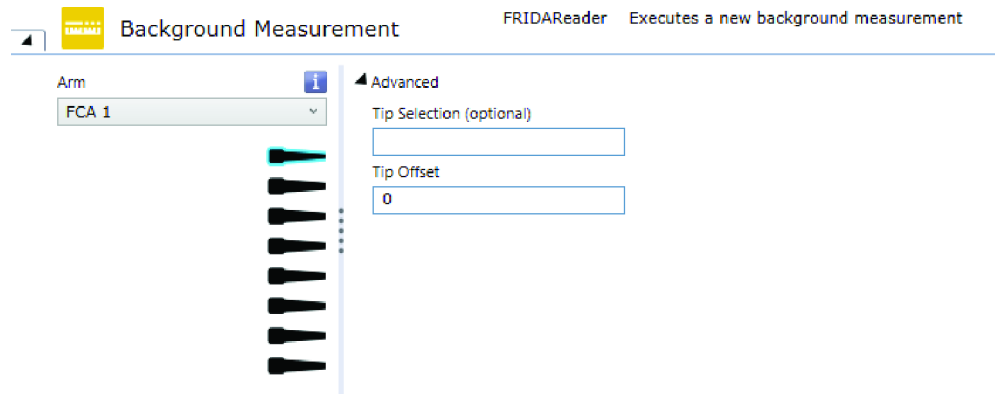 Background Measurement
FRIDAReader Executes a new background measurement
Arm
i
FCA 1
Advanced
Tip Selection (optional)
Tip Offset
0